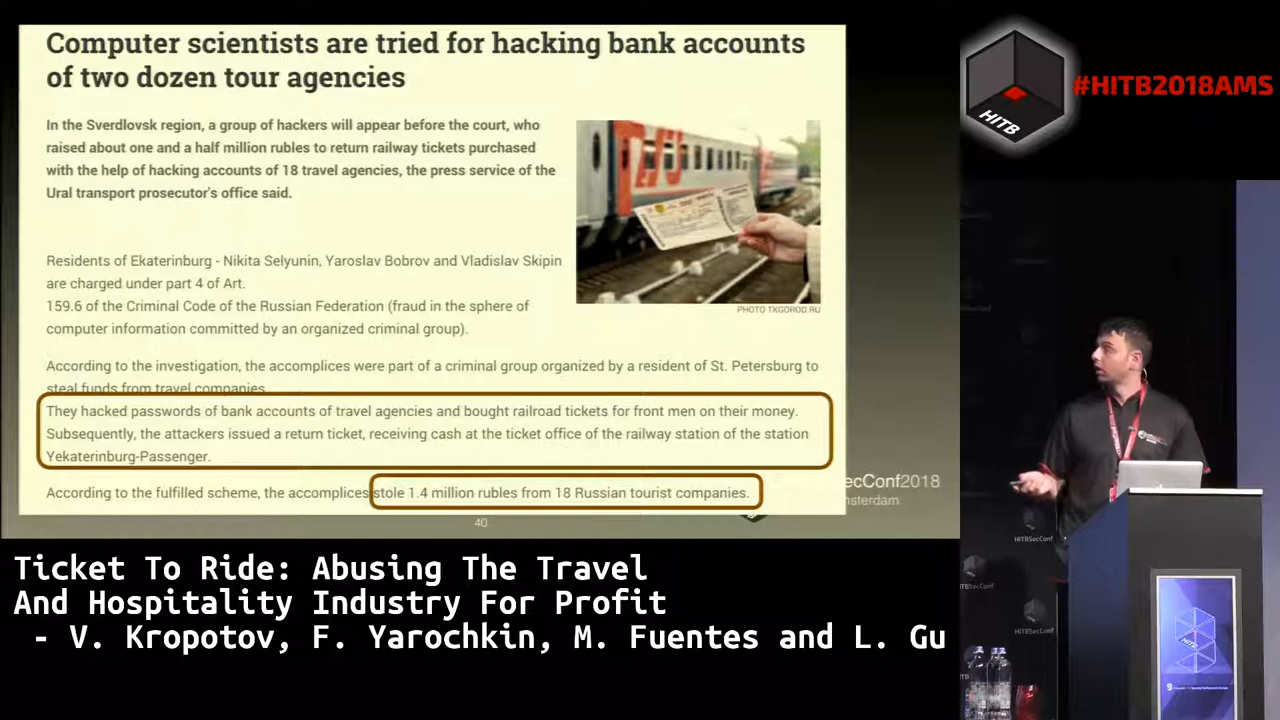 Computer scientists are tried for hacking bank accounts
of two dozen tour agencies
In the Sverdlovsk region, a group of hackers will appear before the court, who
raised about one and a half million rubles to return railway tickets purchased
with the help of hacking accounts of 18 travel agencies, the press service of the
Ural transport prosecutor's office said.
Residents of Ekaterinburg - Nikita Selyunin, Yaroslav Bobrov and Vladislav Skipin
are charged under part 4 of Art.
159.6 of the Criminal Code of the Russian Federation (fraud in the sphere of
computer information committed by an organized criminal group).
PHOTO TKGOROD.RU
According to the investigation, the accomplices were part of a criminal group organized by a resident of St. Petersburg to
steal funds from travel companies.
They hacked passwords of bank accounts of travel agencies and bought railroad tickets for front men on their money.
Subsequently, the attackers issued a return ticket, receiving cash at the ticket office of the railway station of the station
Yekaterinburg-Passenger.
According to the fulfilled scheme, the accomplices stole 1.4 million rubles from 18 Russian tourist companies.
ecConf2018
msterdam
40
#HITB2018AMS
HITB
HITBSecConf
HITB
Ticket To Ride: Abusing The Travel
And Hospitality Industry For Profit
- V. Kropotov, F. Yarochkin, M. Fuentes and L. Gu